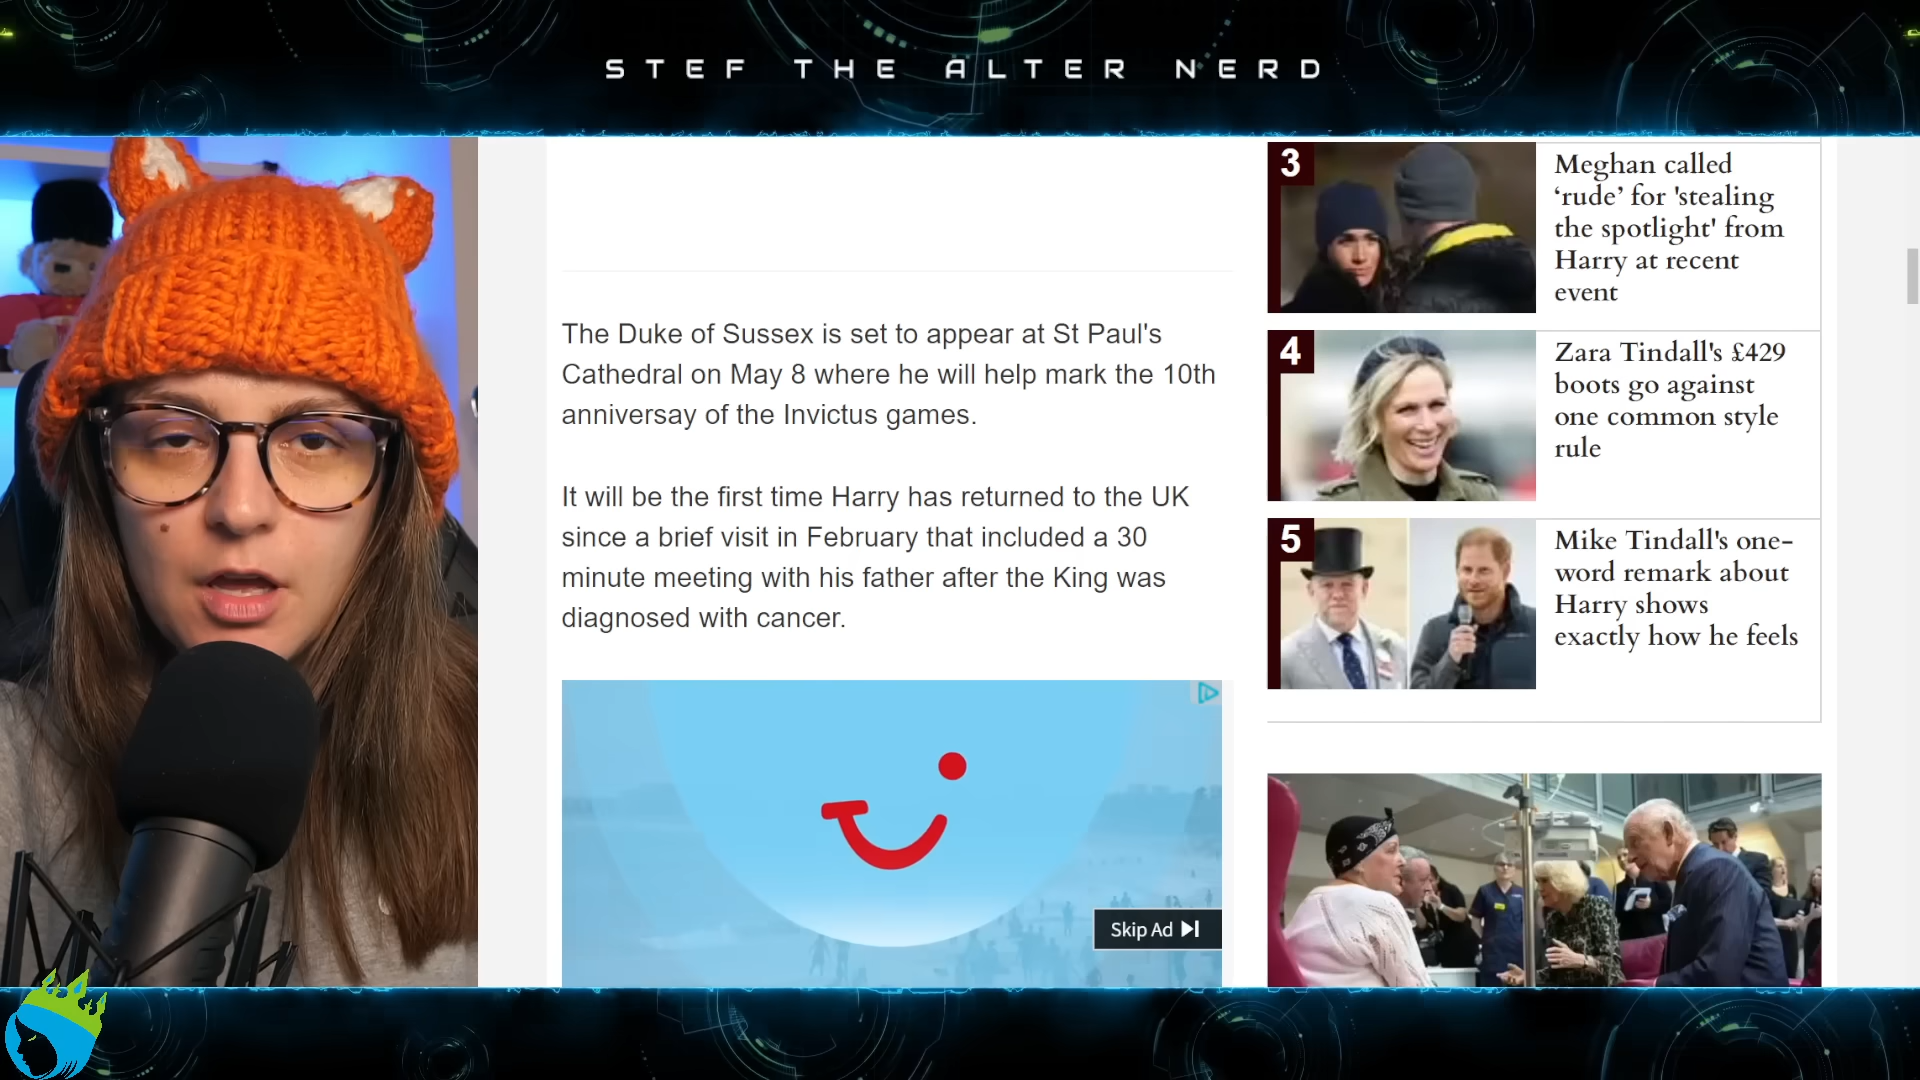 STEF THE ALTER NERD
The Duke of Sussex is set to appear at St Paul's
Cathedral on May 8 where he will help mark the 10th
anniversay of the Invictus games.
It will be the first time Harry has returned to the UK
since a brief visit in February that included a 30
minute meeting with his father after the King was
diagnosed with cancer.
Skip Ad
3
Meghan called
‘rude’ for 'stealing
the spotlight' from
Harry at recent
event
4
Zara Tindall's £429
boots go against
one common style
rule
5
Mike Tindall's one-
word remark about
Harry shows
exactly how he feels